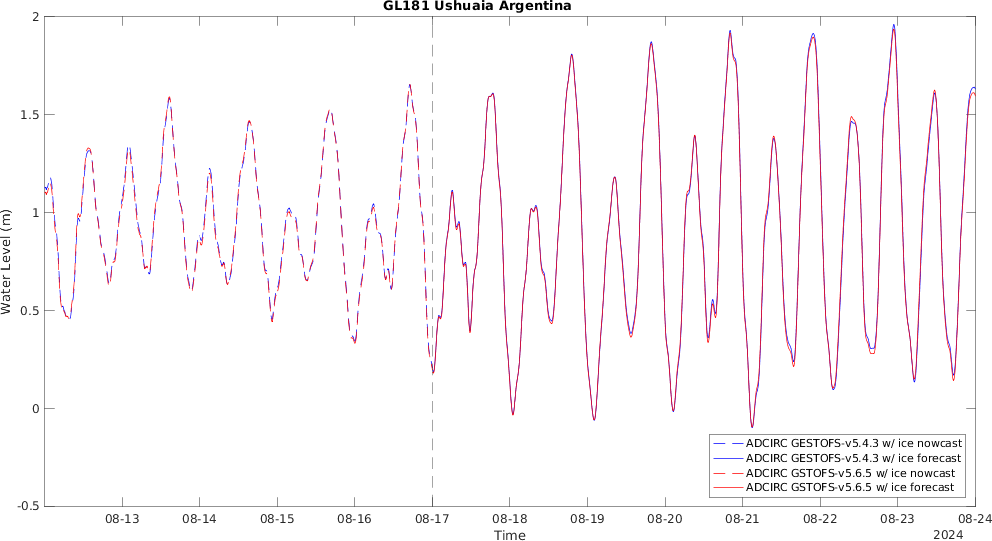 GL181 Ushuaia Argentina
2
1.5
1
0.5
0
-0.5
Water Level (m)
ADCIRC GESTOFS-v5.4.3 w/ ice nowcast
ADCIRC GESTOFS-v5.4.3 w/ ice forecast
ADCIRC GSTOFS-v5.6.5 w/ ice nowcast
ADCIRC GSTOFS-v5.6.5 w/ ice forecast
08-13 08-14 08-15 08-16 08-17 08-18 08-19 08-20 08-21 08-22 08-23 08-24
Time
2024